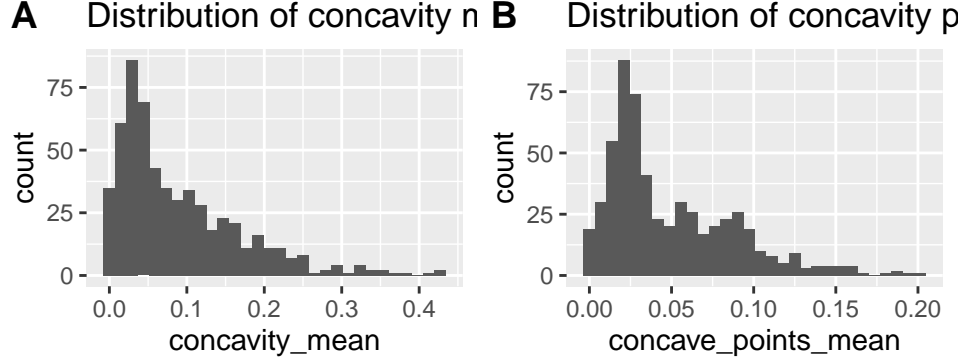 A Distribution of concavity n
75
50
25
0
count
0.0 0.1 0.2 0.3 0.4
concavity_mean
B Distribution of concavity p
75
50
25
0
count
0.00 0.05 0.10 0.15 0.20
concave_points_mean